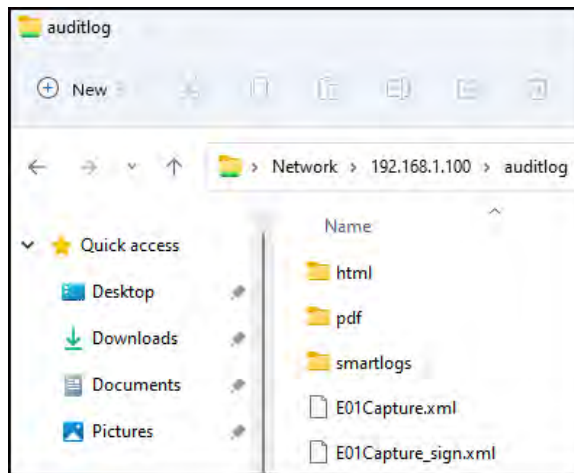 auditlog
New
Network > 192.168.1.100 > auditlog
Name
Quick access
Desktop
Downloads
Documents
Pictures
html
pdf
smartlogs
E01Capture.xml
E01Capture_sign.xml